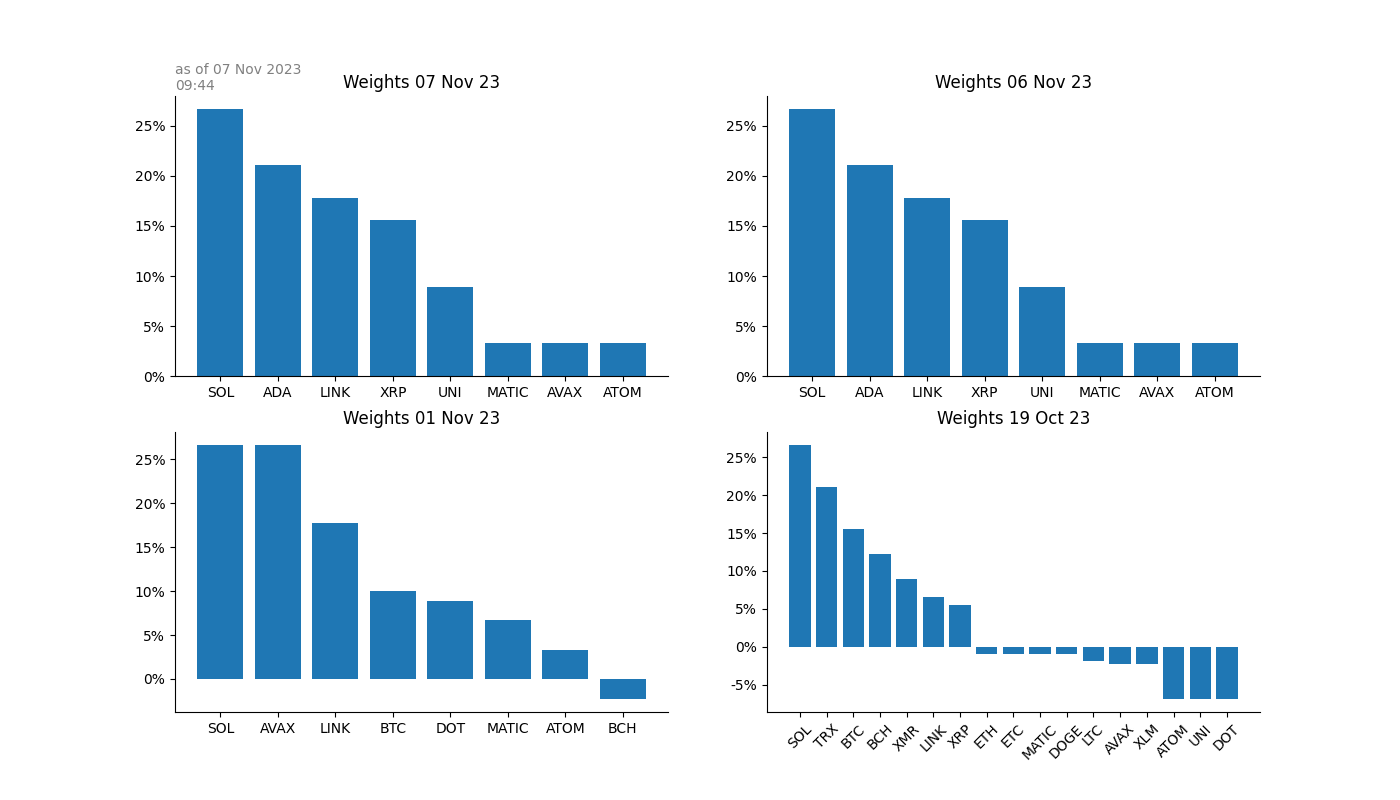 as of 07 Nov 2023
09:44
Weights 07 Nov 23
25%
20%
15%
10%
5%
0%
SOL ADA LINK XRP UNI MATIC AVAX ATOM
Weights 06 Nov 23
25%
20%
15%
10%
5%
0%
SOL ADA LINK XRP UNI MATIC AVAX ATOM
Weights 01 Nov 23
25%
20%
15%
10%
5%
0%
SOL AVAX LINK BTC DOT MATIC ATOM BCH
Weights 19 Oct 23
25%
20%
15%
10%
5%
0%
-5%
SOL TRX BTC BCH XMR LINK XRP ETH ETC MATIC DOGE LTC AVAX XLM ATOM UNI DOT